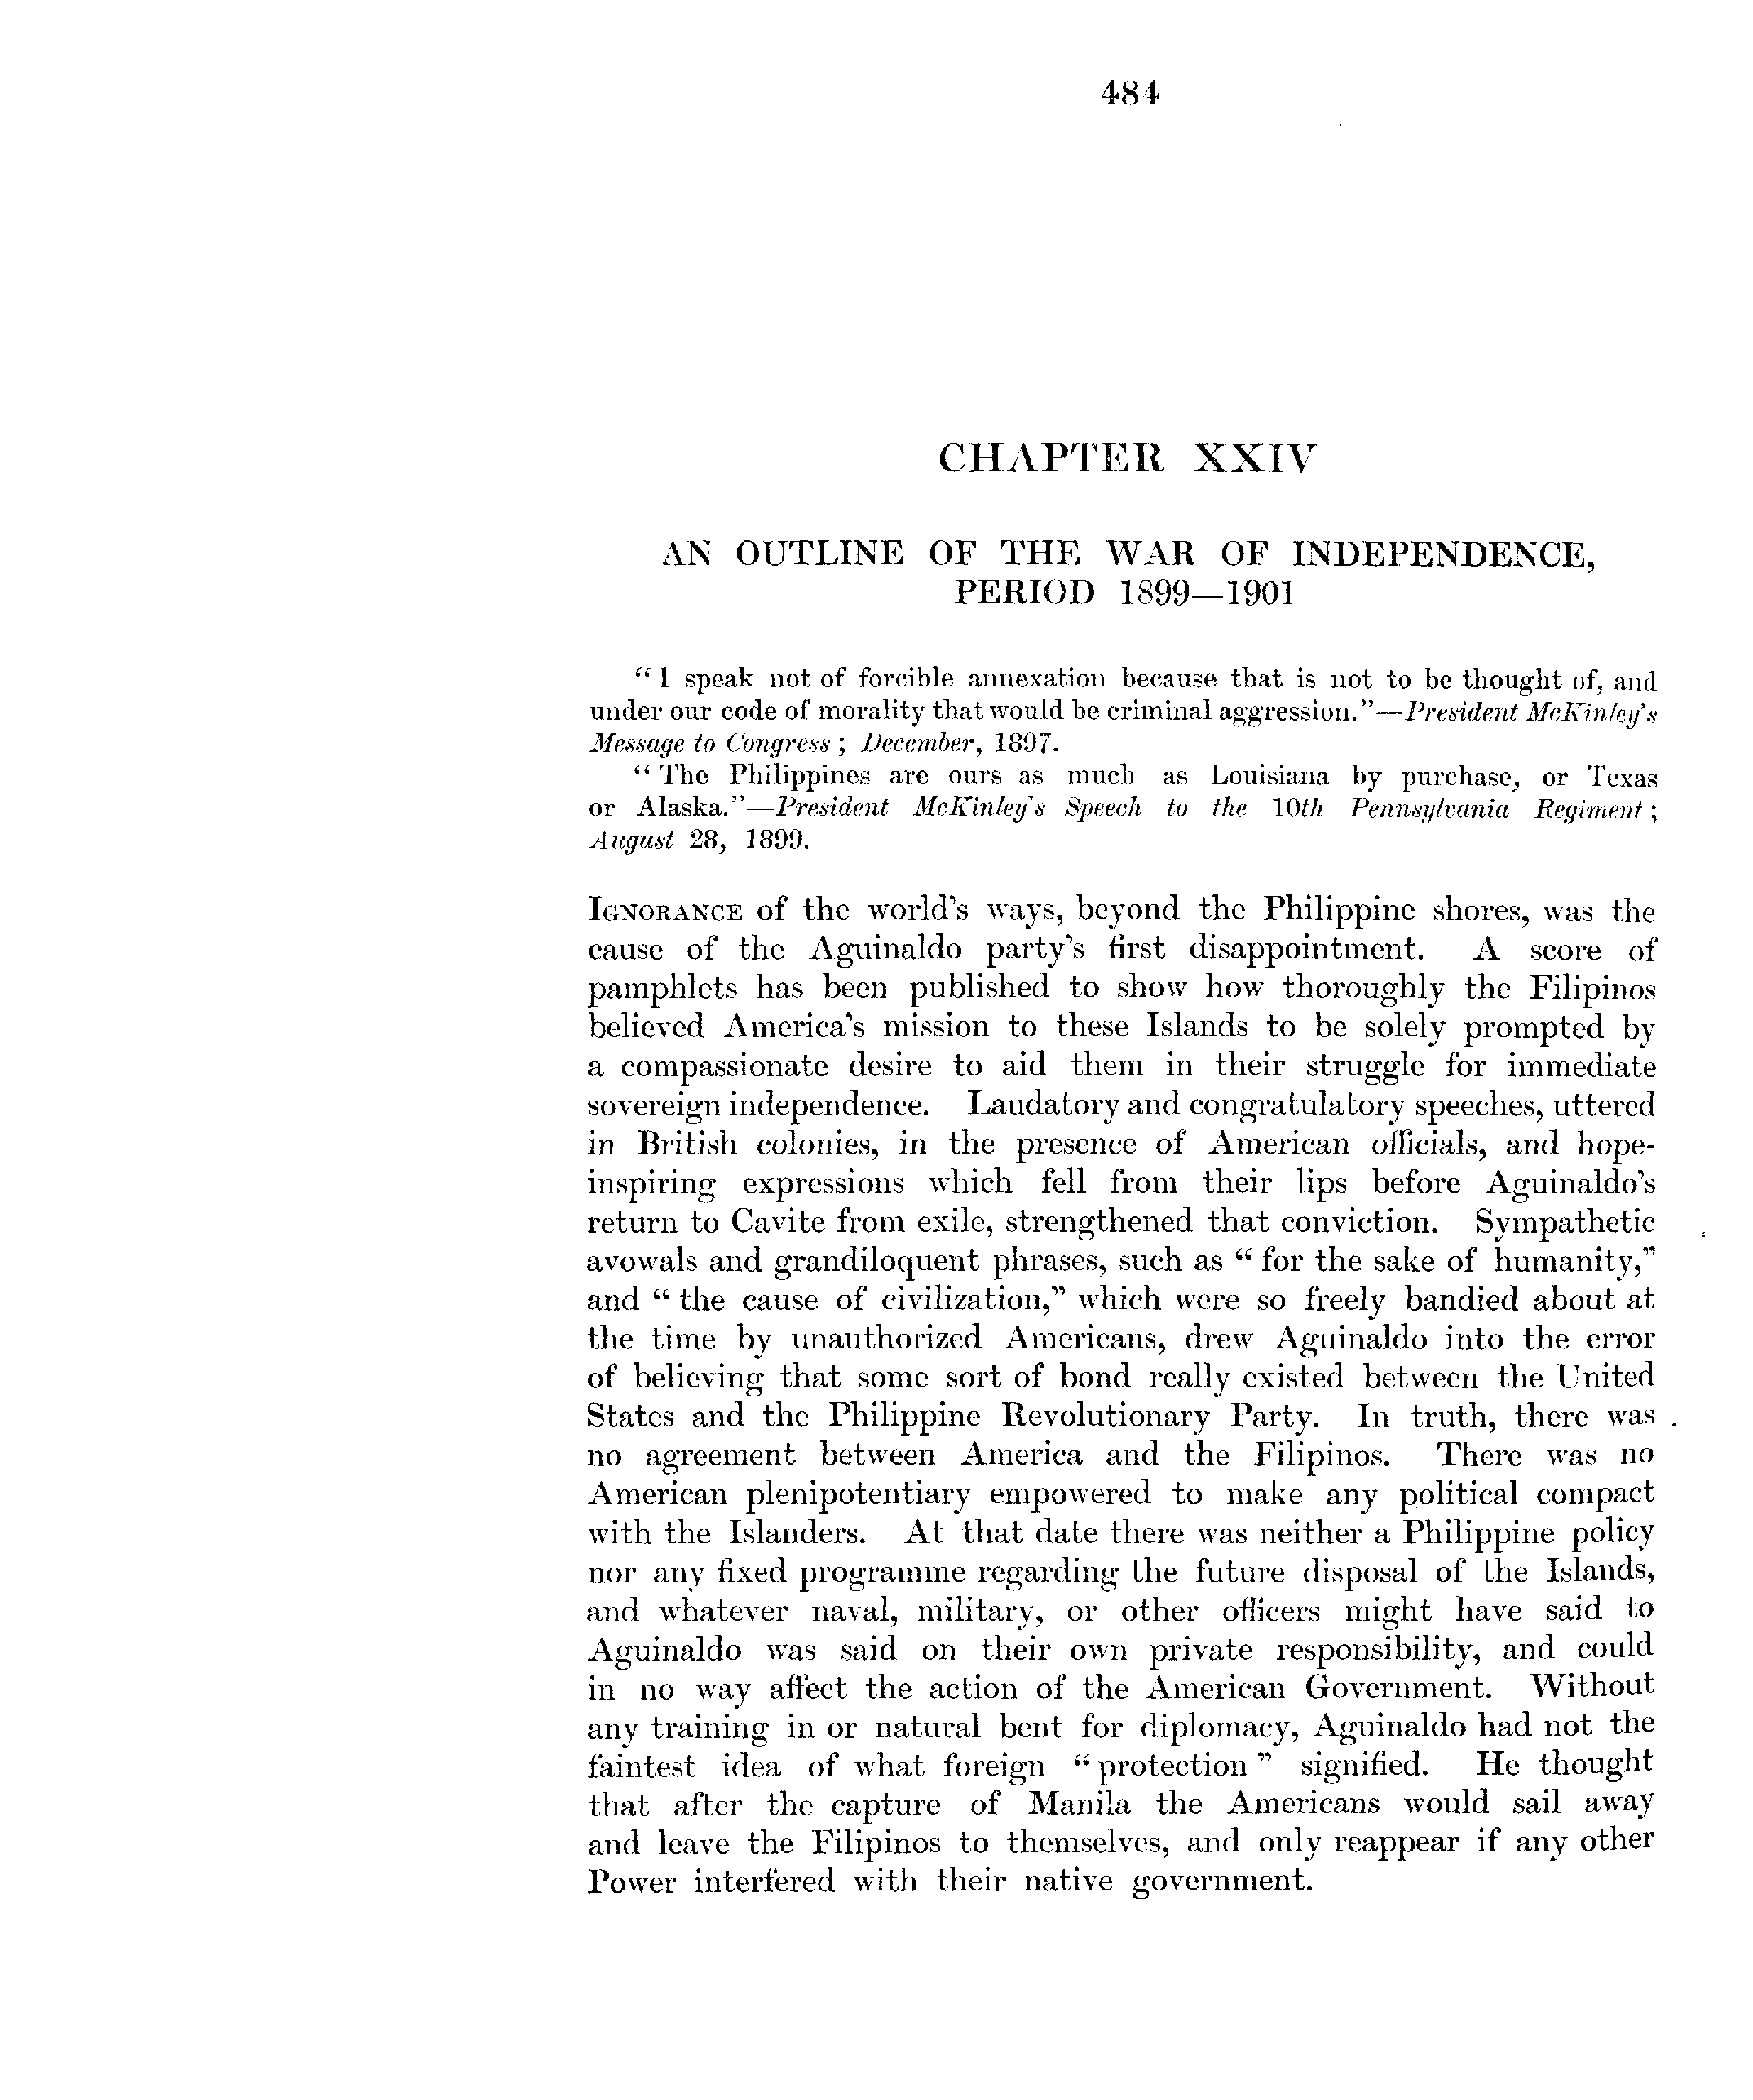 484
CHAPTER XXIV
AN OUTLINE OF THE WAR OF INDEPENDENCE,
PERIOD 1899—1901
“I speak not of forcible annexation because that is not to be thought of, and
under our code of morality that would be criminal aggression.”—President McKinley's
Message to Congress; December, 1897.
“The Philippines are ours as much as Louisiana by purchase, or Texas
or Alaska.”—President McKinley's Speech to the 10th Pennsylvania Regiment;
August 28, 1899.
IGNORANCE of the world's ways, beyond the Philippine shores, was the
cause of the Aguinaldo party's first disappointment. A score of
pamphlets has been published to show how thoroughly the Filipinos
believed America's mission to these Islands to be solely prompted by
a compassionate desire to aid them in their struggle for immediate
sovereign independence. Laudatory and congratulatory speeches, uttered
in British colonies, in the presence of American officials, and hope-
inspiring expressions which fell from their lips before Aguinaldo's
return to Cavite from exile, strengthened that conviction. Sympathetic
avowals and grandiloquent phrases, such as “for the sake of humanity,”
and “the cause of civilization,” which were so freely bandied about at
the time by unauthorized Americans, drew Aguinaldo into the error
of believing that some sort of bond really existed between the United
States and the Philippine Revolutionary Party. In truth, there was
no agreement between America and the Filipinos. There was no
American plenipotentiary empowered to make any political compact
with the Islanders. At that date there was neither a Philippine policy
nor any fixed programme regarding the future disposal of the Islands,
and whatever naval, military, or other officers might have said to
Aguinaldo was said on their own private responsibility, and could
in no way affect the action of the American Government. Without
any training in or natural bent for diplomacy, Aguinaldo had not the
faintest idea of what foreign “protection” signified. He thought
that after the capture of Manila the Americans would sail away
and leave the Filipinos to themselves, and only reappear if any other
Power interfered with their native government.